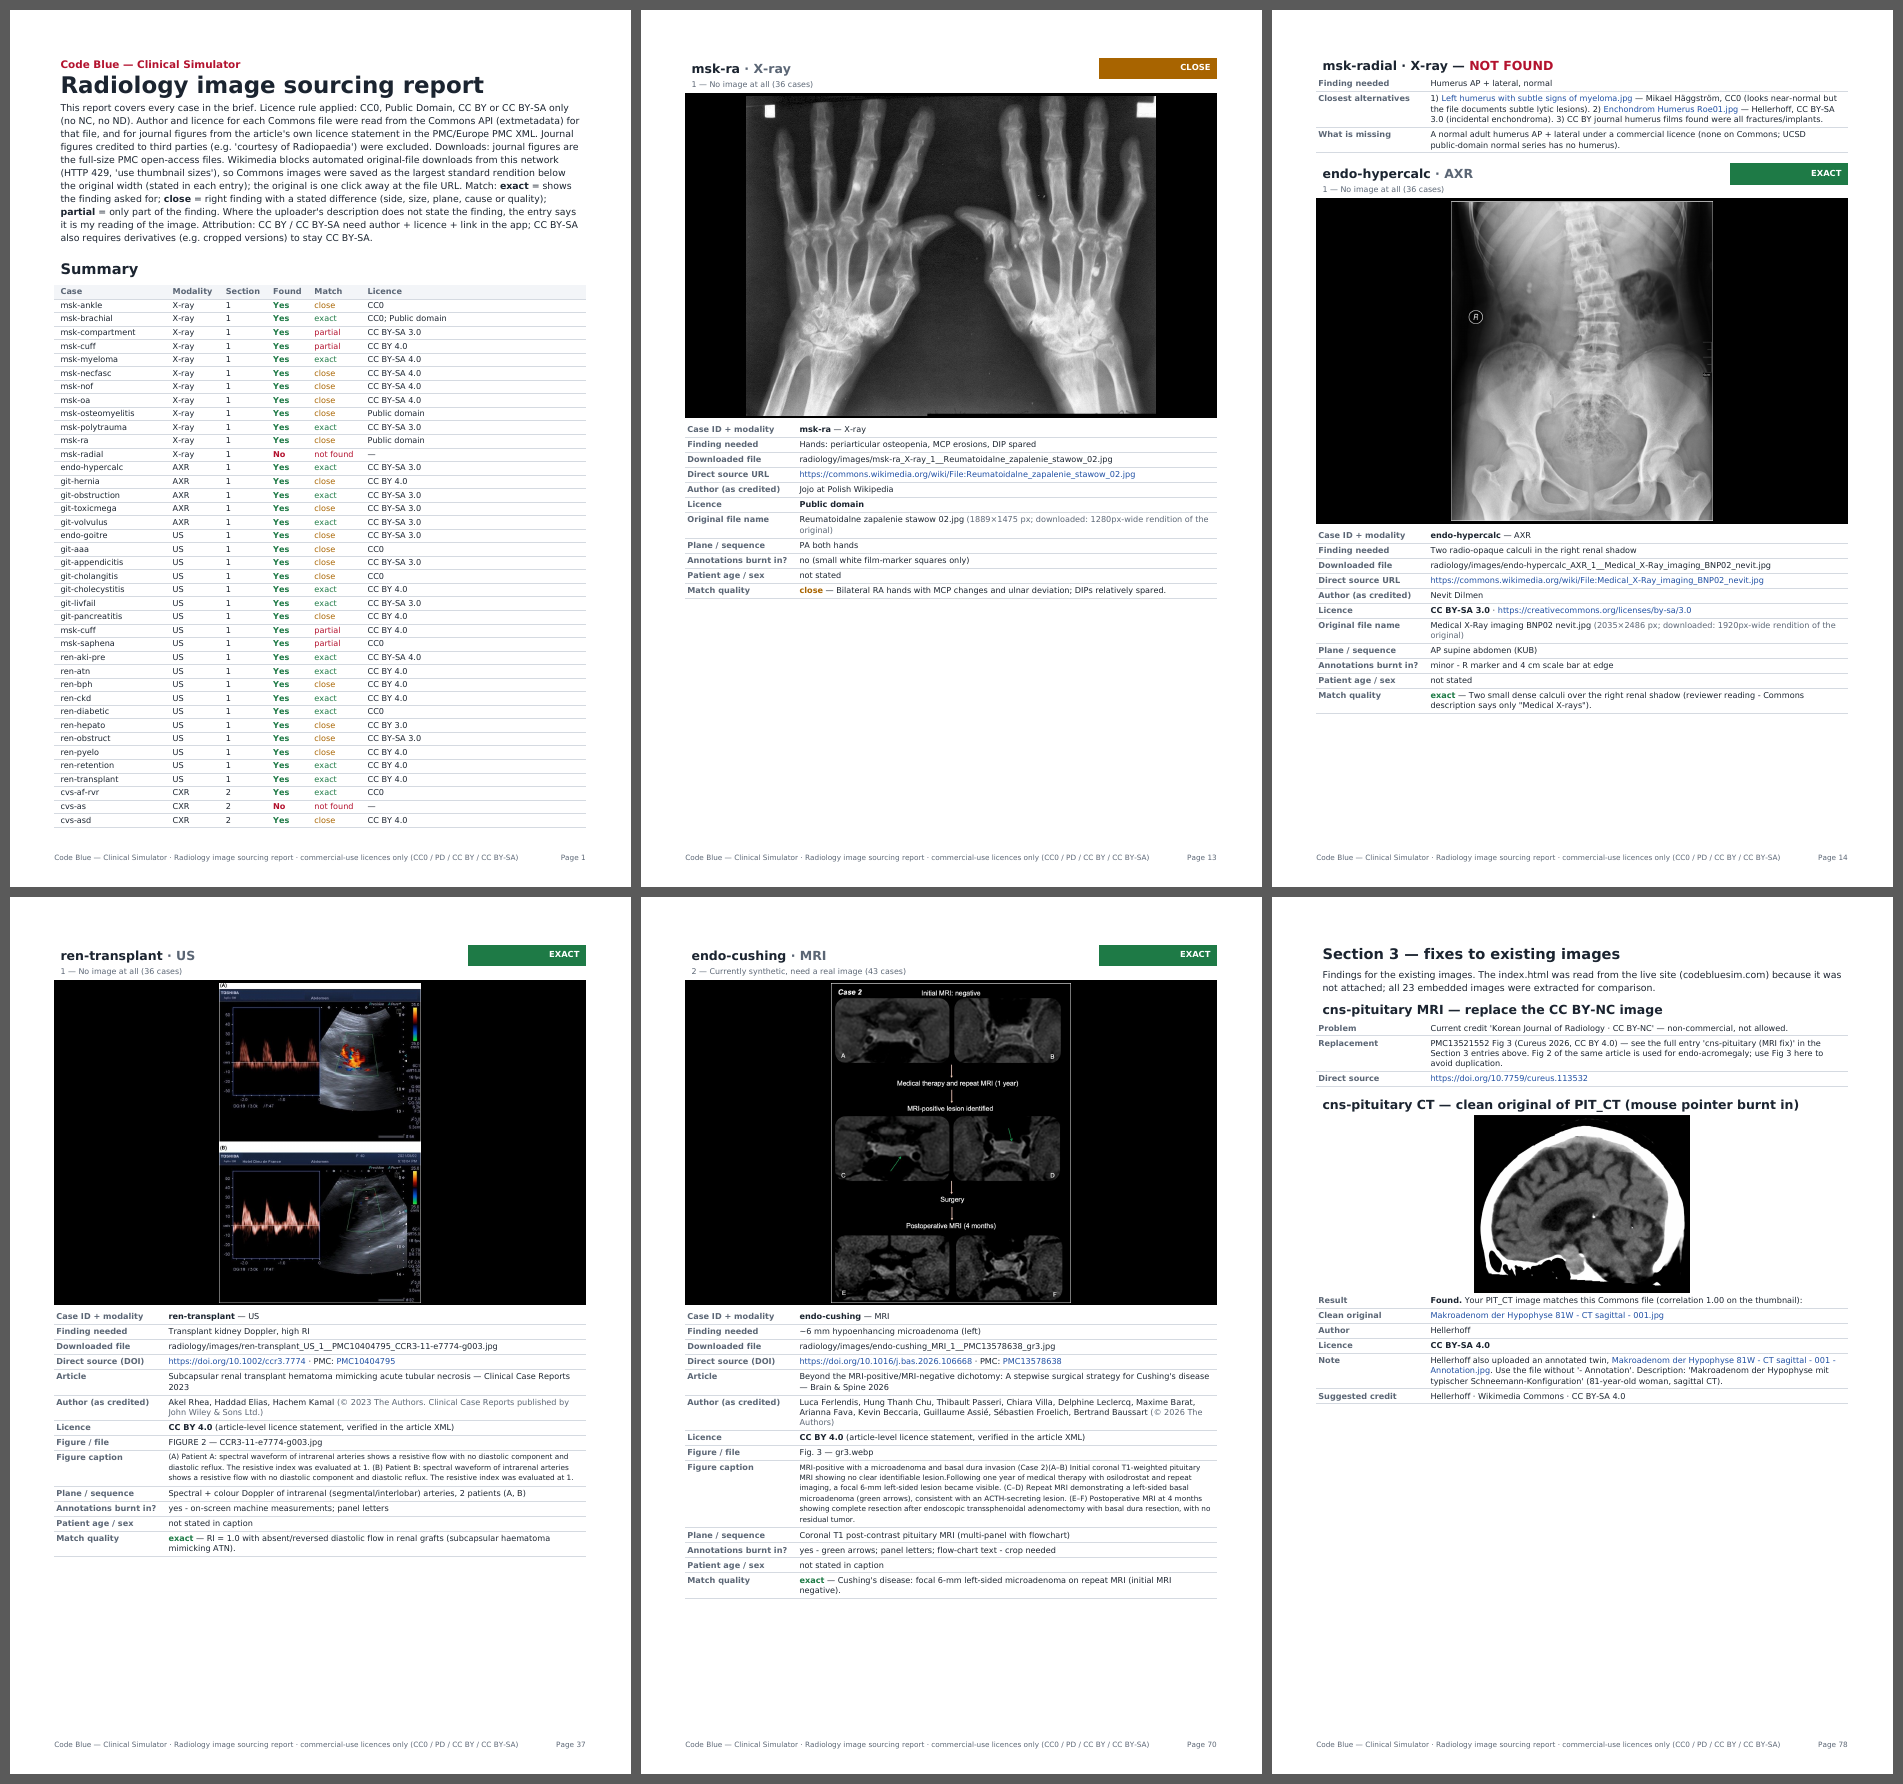 Code Blue — Clinical Simulator
Radiology image sourcing report
This report covers every case in the brief. Licence rule applied: CC0, Public Domain, CC BY or CC BY-SA only
(no NC, no ND). Author and licence for each Commons file were read from the Commons API (extmetadata) for
that file, and for journal figures from the article's own licence statement in the PMC/Europe PMC XML. Journal
figures credited to third parties (e.g. 'courtesy of Radiopaedia') were excluded. Downloads: journal figures are
the full-size PMC open-access files. Wikimedia blocks automated original-file downloads from this network
(HTTP 429, 'use thumbnail sizes'), so Commons images were saved as the largest standard rendition below
the original width (stated in each entry); the original is one click away at the file URL. Match: exact = shows
the finding asked for; close = right finding with a stated difference (side, size, plane, cause or quality);
partial = only part of the finding. Where the uploader's description does not state the finding, the entry says
it is my reading of the image. Attribution: CC BY / CC BY-SA need author + licence + link in the app; CC BY-SA
also requires derivatives (e.g. cropped versions) to stay CC BY-SA.
Summary
Case Modality Section Found Match Licence
msk-ankle X-ray 1 Yes close CC0
msk-brachial X-ray 1 Yes exact CC0; Public domain
msk-compartment X-ray 1 Yes partial CC BY-SA 3.0
msk-cuff X-ray 1 Yes partial CC BY 4.0
msk-myeloma X-ray 1 Yes exact CC BY-SA 4.0
msk-necfasc X-ray 1 Yes close CC BY-SA 4.0
msk-nof X-ray 1 Yes close CC BY-SA 4.0
msk-oa X-ray 1 Yes close CC BY-SA 4.0
msk-osteomyelitis X-ray 1 Yes close Public domain
msk-polytrauma X-ray 1 Yes exact CC BY-SA 3.0
msk-ra X-ray 1 Yes close Public domain
msk-radial X-ray 1 No not found —
endo-hypercalc AXR 1 Yes exact CC BY-SA 3.0
git-hernia AXR 1 Yes close CC BY 4.0
git-obstruction AXR 1 Yes exact CC BY-SA 3.0
git-toxicmega AXR 1 Yes close CC BY-SA 3.0
git-volvulus AXR 1 Yes exact CC BY-SA 3.0
endo-goitre US 1 Yes close CC BY-SA 3.0
git-aaa US 1 Yes close CC0
git-appendicitis US 1 Yes close CC BY-SA 3.0
git-cholangitis US 1 Yes close CC0
git-cholecystitis US 1 Yes exact CC BY 4.0
git-livfail US 1 Yes exact CC BY-SA 3.0
git-pancreatitis US 1 Yes close CC BY 4.0
msk-cuff US 1 Yes partial CC BY 4.0
msk-saphena US 1 Yes partial CC0
ren-aki-pre US 1 Yes exact CC BY-SA 4.0
ren-atn US 1 Yes exact CC BY 4.0
ren-bph US 1 Yes close CC BY 4.0
ren-ckd US 1 Yes exact CC BY 4.0
ren-diabetic US 1 Yes exact CC0
ren-hepato US 1 Yes close CC BY 3.0
ren-obstruct US 1 Yes close CC BY-SA 3.0
ren-pyelo US 1 Yes close CC BY 4.0
ren-retention US 1 Yes exact CC BY 4.0
ren-transplant US 1 Yes exact CC BY 4.0
cvs-af-rvr CXR 2 Yes exact CC0
cvs-as CXR 2 No not found —
cvs-asd CXR 2 Yes close CC BY 4.0
Code Blue — Clinical Simulator · Radiology image sourcing report · commercial-use licences only (CC0 / PD / CC BY / CC BY-SA) Page 1
msk-ra · X-ray CLOSE
1 — No image at all (36 cases)
Case ID + modality msk-ra — X-ray
Finding needed Hands: periarticular osteopenia, MCP erosions, DIP spared
Downloaded file radiology/images/msk-ra_X-ray_1__Reumatoidalne_zapalenie_stawow_02.jpg
Direct source URL https://commons.wikimedia.org/wiki/File:Reumatoidalne_zapalenie_stawow_02.jpg
Author (as credited) Jojo at Polish Wikipedia
Licence Public domain
Original file name Reumatoidalne zapalenie stawow 02.jpg (1889×1475 px; downloaded: 1280px-wide rendition of the
original)
Plane / sequence PA both hands
Annotations burnt in? no (small white film-marker squares only)
Patient age / sex not stated
Match quality close — Bilateral RA hands with MCP changes and ulnar deviation; DIPs relatively spared.
Code Blue — Clinical Simulator · Radiology image sourcing report · commercial-use licences only (CC0 / PD / CC BY / CC BY-SA) Page 13
msk-radial · X-ray — NOT FOUND
Finding needed Humerus AP + lateral, normal
Closest alternatives 1) Left humerus with subtle signs of myeloma.jpg — Mikael Häggström, CC0 (looks near-normal but
the file documents subtle lytic lesions). 2) Enchondrom Humerus Roe01.jpg — Hellerhoff, CC BY-SA
3.0 (incidental enchondroma). 3) CC BY journal humerus films found were all fractures/implants.
What is missing A normal adult humerus AP + lateral under a commercial licence (none on Commons; UCSD
public-domain normal series has no humerus).
endo-hypercalc · AXR EXACT
1 — No image at all (36 cases)
R
Case ID + modality endo-hypercalc — AXR
Finding needed Two radio-opaque calculi in the right renal shadow
Downloaded file radiology/images/endo-hypercalc_AXR_1__Medical_X-Ray_imaging_BNP02_nevit.jpg
Direct source URL https://commons.wikimedia.org/wiki/File:Medical_X-Ray_imaging_BNP02_nevit.jpg
Author (as credited) Nevit Dilmen
Licence CC BY-SA 3.0 · https://creativecommons.org/licenses/by-sa/3.0
Original file name Medical X-Ray imaging BNP02 nevit.jpg (2035×2486 px; downloaded: 1920px-wide rendition of the
original)
Plane / sequence AP supine abdomen (KUB)
Annotations burnt in? minor - R marker and 4 cm scale bar at edge
Patient age / sex not stated
Match quality exact — Two small dense calculi over the right renal shadow (reviewer reading - Commons
description says only "Medical X-rays").
Code Blue — Clinical Simulator · Radiology image sourcing report · commercial-use licences only (CC0 / PD / CC BY / CC BY-SA) Page 14
ren-transplant · US EXACT
1 — No image at all (36 cases)
(A)
TOSHIBA
Abdomen
(B)
TOSHIBA
Abdomen
Case ID + modality ren-transplant — US
Finding needed Transplant kidney Doppler, high RI
Downloaded file radiology/images/ren-transplant_US_1__PMC10404795_CCR3-11-e7774-g003.jpg
Direct source (DOI) https://doi.org/10.1002/ccr3.7774 · PMC: PMC10404795
Article Subcapsular renal transplant hematoma mimicking acute tubular necrosis — Clinical Case Reports
2023
Author (as credited) Akel Rhea, Haddad Elias, Hachem Kamal (© 2023 The Authors. Clinical Case Reports published by
John Wiley & Sons Ltd.)
Licence CC BY 4.0 (article-level licence statement, verified in the article XML)
Figure / file FIGURE 2 — CCR3-11-e7774-g003.jpg
Figure caption (A) Patient A: spectral waveform of intrarenal arteries shows a resistive flow with no diastolic component and
diastolic reflux. The resistive index was evaluated at 1. (B) Patient B: spectral waveform of intrarenal arteries
shows a resistive flow with no diastolic component and diastolic reflux. The resistive index was evaluated at 1.
Plane / sequence Spectral + colour Doppler of intrarenal (segmental/interlobar) arteries, 2 patients (A, B)
Annotations burnt in? yes - on-screen machine measurements; panel letters
Patient age / sex not stated in caption
Match quality exact — RI = 1.0 with absent/reversed diastolic flow in renal grafts (subcapsular haematoma
mimicking ATN).
Code Blue — Clinical Simulator · Radiology image sourcing report · commercial-use licences only (CC0 / PD / CC BY / CC BY-SA) Page 37
endo-cushing · MRI EXACT
2 — Currently synthetic, need a real image (43 cases)
Case 2 Initial MRI: negative
A B
Medical therapy and repeat MRI (1 year)
MRI-positive lesion identified
C D
Surgery
Postoperative MRI (4 months)
E F
Case ID + modality endo-cushing — MRI
Finding needed ~6 mm hypoenhancing microadenoma (left)
Downloaded file radiology/images/endo-cushing_MRI_1__PMC13578638_gr3.jpg
Direct source (DOI) https://doi.org/10.1016/j.bas.2026.106668 · PMC: PMC13578638
Article Beyond the MRI-positive/MRI-negative dichotomy: A stepwise surgical strategy for Cushing's disease
— Brain & Spine 2026
Author (as credited) Luca Ferlendis, Hung Thanh Chu, Thibault Passeri, Chiara Villa, Delphine Leclercq, Maxime Barat,
Arianna Fava, Kevin Beccaria, Guillaume Assié, Sébastien Froelich, Bertrand Baussart (© 2026 The
Authors)
Licence CC BY 4.0 (article-level licence statement, verified in the article XML)
Figure / file Fig. 3 — gr3.webp
Figure caption MRI-positive with a microadenoma and basal dura invasion (Case 2)(A–B) Initial coronal T1-weighted pituitary
MRI showing no clear identifiable lesion.Following one year of medical therapy with osilodrostat and repeat
imaging, a focal 6-mm left-sided lesion became visible. (C–D) Repeat MRI demonstrating a left-sided basal
microadenoma (green arrows), consistent with an ACTH-secreting lesion. (E–F) Postoperative MRI at 4 months
showing complete resection after endoscopic transsphenoidal adenomectomy with basal dura resection, with no
residual tumor.
Plane / sequence Coronal T1 post-contrast pituitary MRI (multi-panel with flowchart)
Annotations burnt in? yes - green arrows; panel letters; flow-chart text - crop needed
Patient age / sex not stated in caption
Match quality exact — Cushing's disease: focal 6-mm left-sided microadenoma on repeat MRI (initial MRI
negative).
Code Blue — Clinical Simulator · Radiology image sourcing report · commercial-use licences only (CC0 / PD / CC BY / CC BY-SA) Page 70
Section 3 — fixes to existing images
Findings for the existing images. The index.html was read from the live site (codebluesim.com) because it was
not attached; all 23 embedded images were extracted for comparison.
cns-pituitary MRI — replace the CC BY-NC image
Problem Current credit 'Korean Journal of Radiology · CC BY-NC' — non-commercial, not allowed.
Replacement PMC13521552 Fig 3 (Cureus 2026, CC BY 4.0) — see the full entry 'cns-pituitary (MRI fix)' in the
Section 3 entries above. Fig 2 of the same article is used for endo-acromegaly; use Fig 3 here to
avoid duplication.
Direct source https://doi.org/10.7759/cureus.113532
cns-pituitary CT — clean original of PIT_CT (mouse pointer burnt in)
Result Found. Your PIT_CT image matches this Commons file (correlation 1.00 on the thumbnail):
Clean original Makroadenom der Hypophyse 81W - CT sagittal - 001.jpg
Author Hellerhoff
Licence CC BY-SA 4.0
Note Hellerhoff also uploaded an annotated twin, Makroadenom der Hypophyse 81W - CT sagittal - 001 -
Annotation.jpg. Use the file without '- Annotation'. Description: 'Makroadenom der Hypophyse mit
typischer Schneemann-Konfiguration' (81-year-old woman, sagittal CT).
Suggested credit Hellerhoff · Wikimedia Commons · CC BY-SA 4.0
Code Blue — Clinical Simulator · Radiology image sourcing report · commercial-use licences only (CC0 / PD / CC BY / CC BY-SA) Page 78